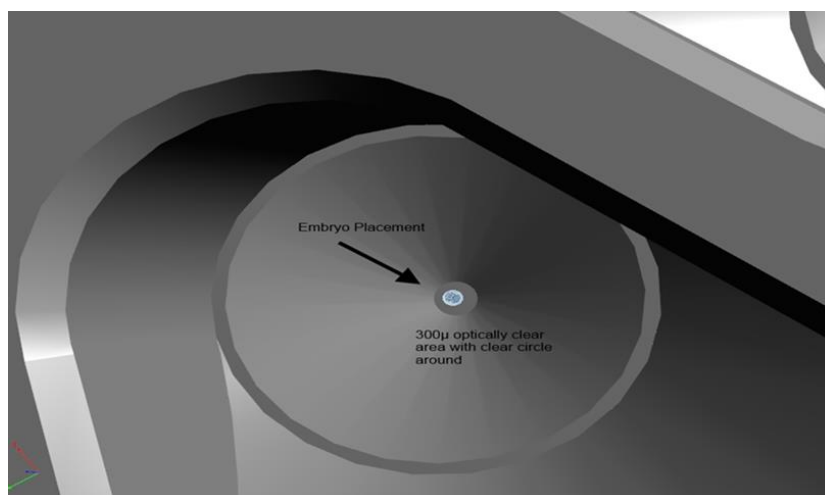 Embryo Placement
300µ optically clear
area with clear circle
around